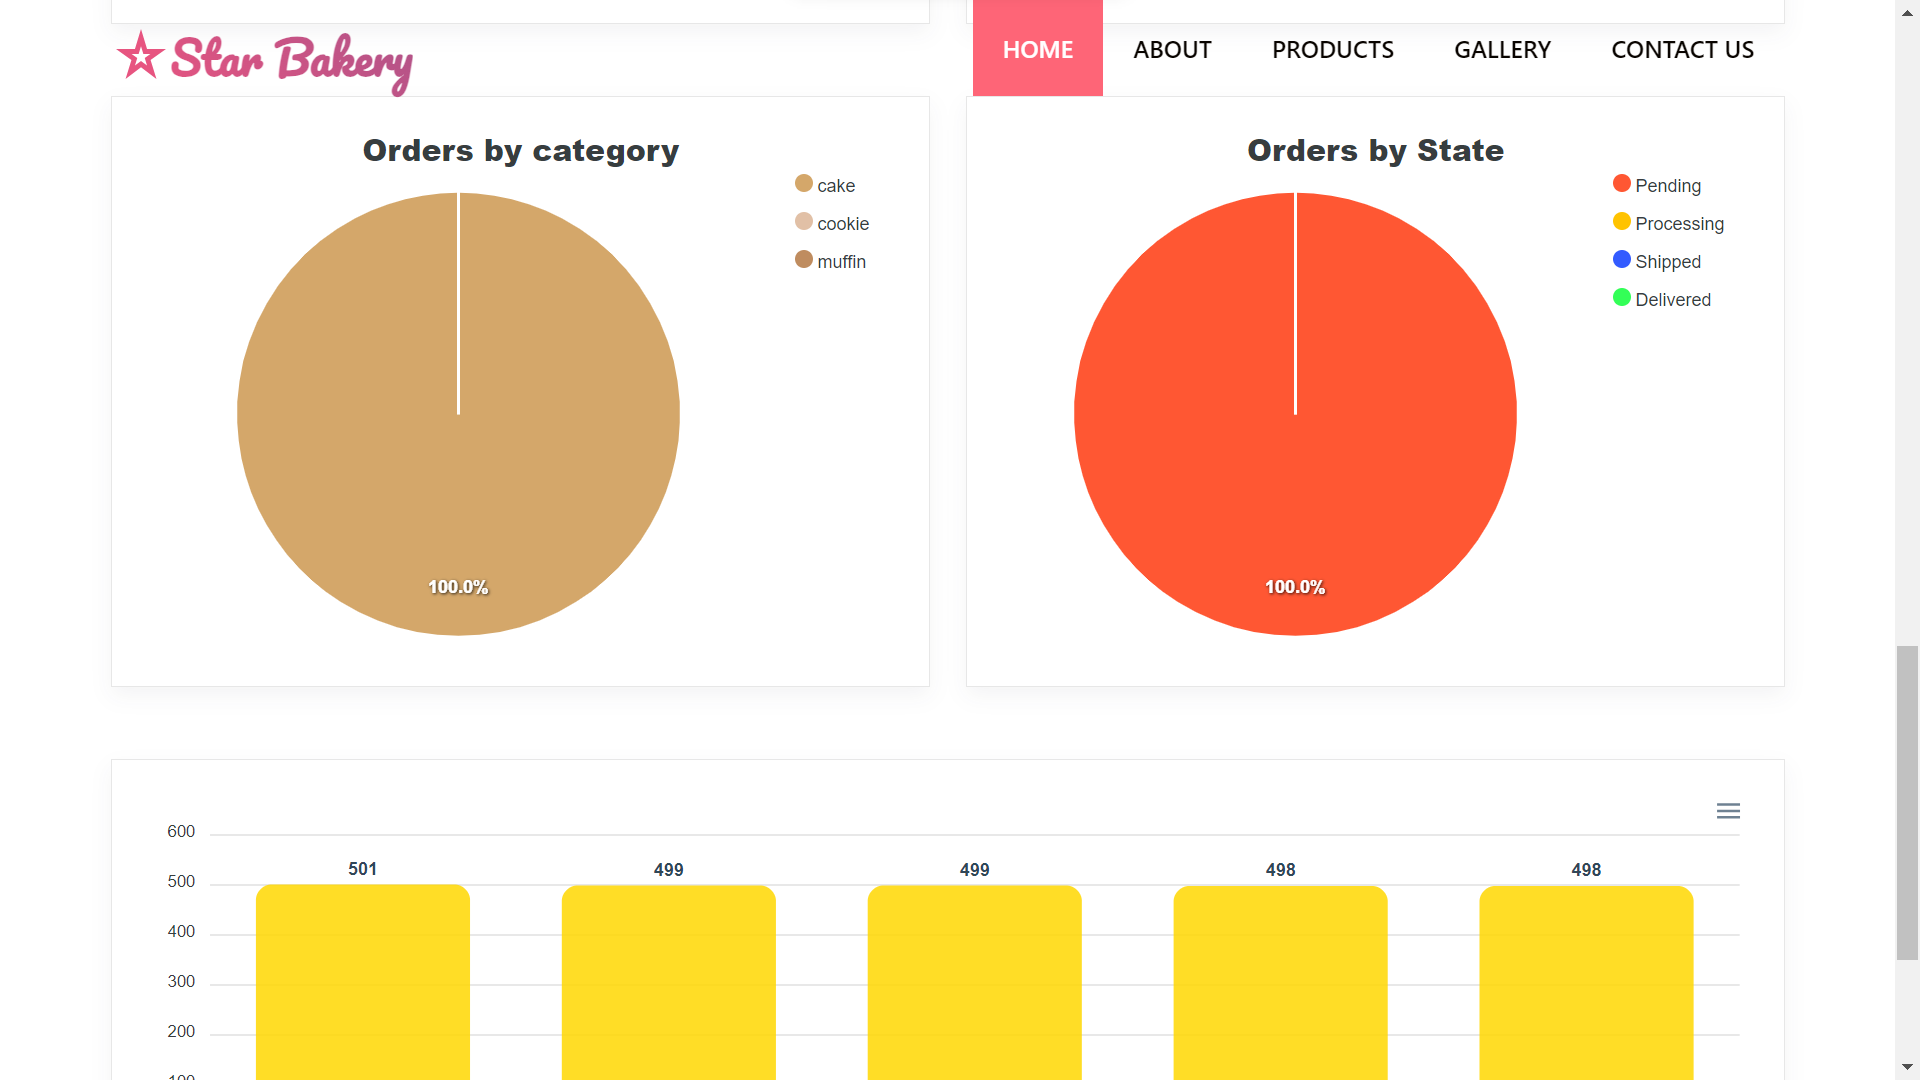 Star Bakery
HOME ABOUT PRODUCTS GALLERY CONTACT US
Orders by category
cake
cookie
muffin
100.0%
Orders by State
Pending
Processing
Shipped
Delivered
100.0%
600
500
400
300
200
100
501 499 499 498 498